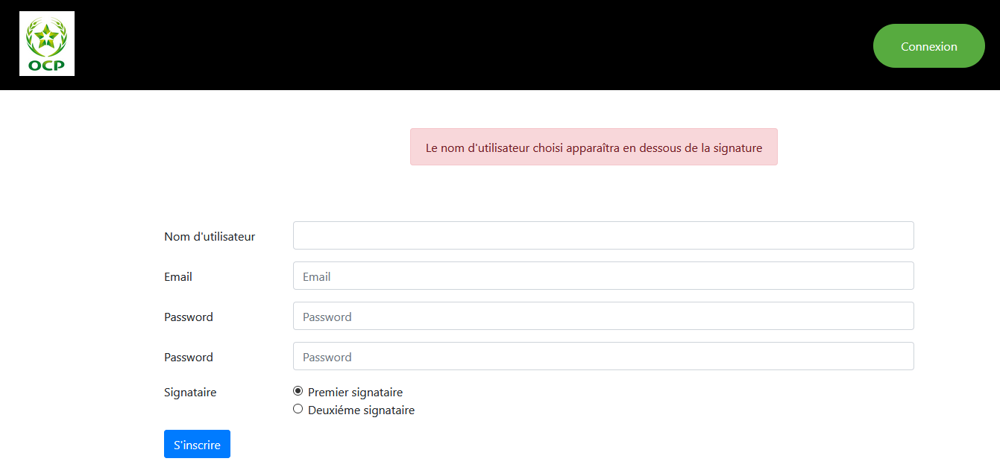 OCP
Connexion
Le nom d'utilisateur choisi apparaîtra en dessous de la signature
Nom d'utilisateur
Email Email
Password Password
Password Password
Signataire Premier signataire
Deuxiéme signataire
S'inscrire